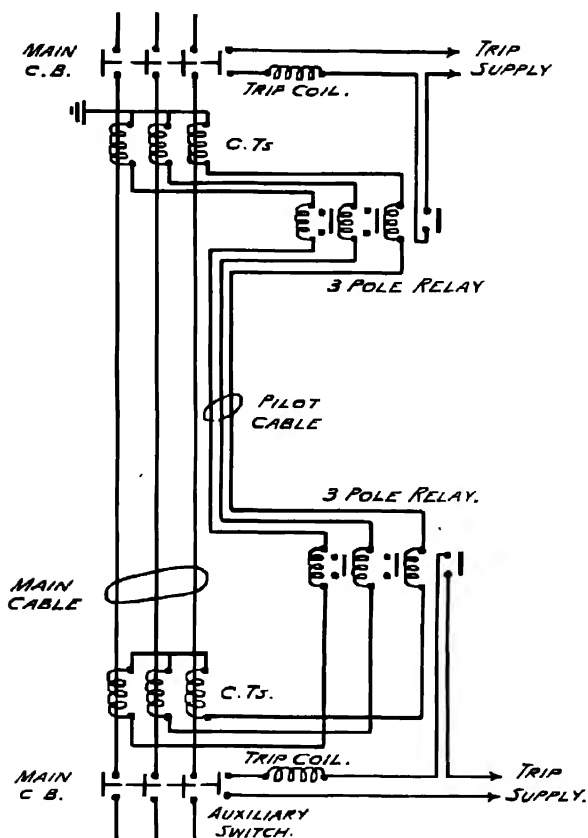 MAIN
C.B.
TRIP
SUPPLY
TRIP COIL.
C.Ts
3 POLE RELAY
PILOT
CABLE
3 POLE RELAY.
MAIN
CABLE
C.Ts.
TRIP COIL.
MAIN
C B.
TRIP
SUPPLY.
AUXILIARY
SWITCH.